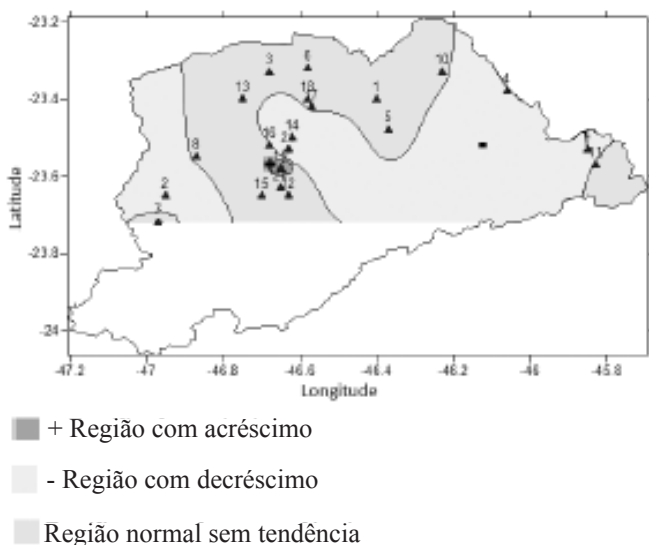 -23.2
-23.4
-23.6
-23.8
-24
Latitude
3 6 10
13 1 4
5
14
16
8
2 15
-47.2 -47 -46.8 -46.6 -46.4 -46.2 -46 -45.8
Longitude
+ Região com acréscimo
- Região com decréscimo
Região normal sem tendência